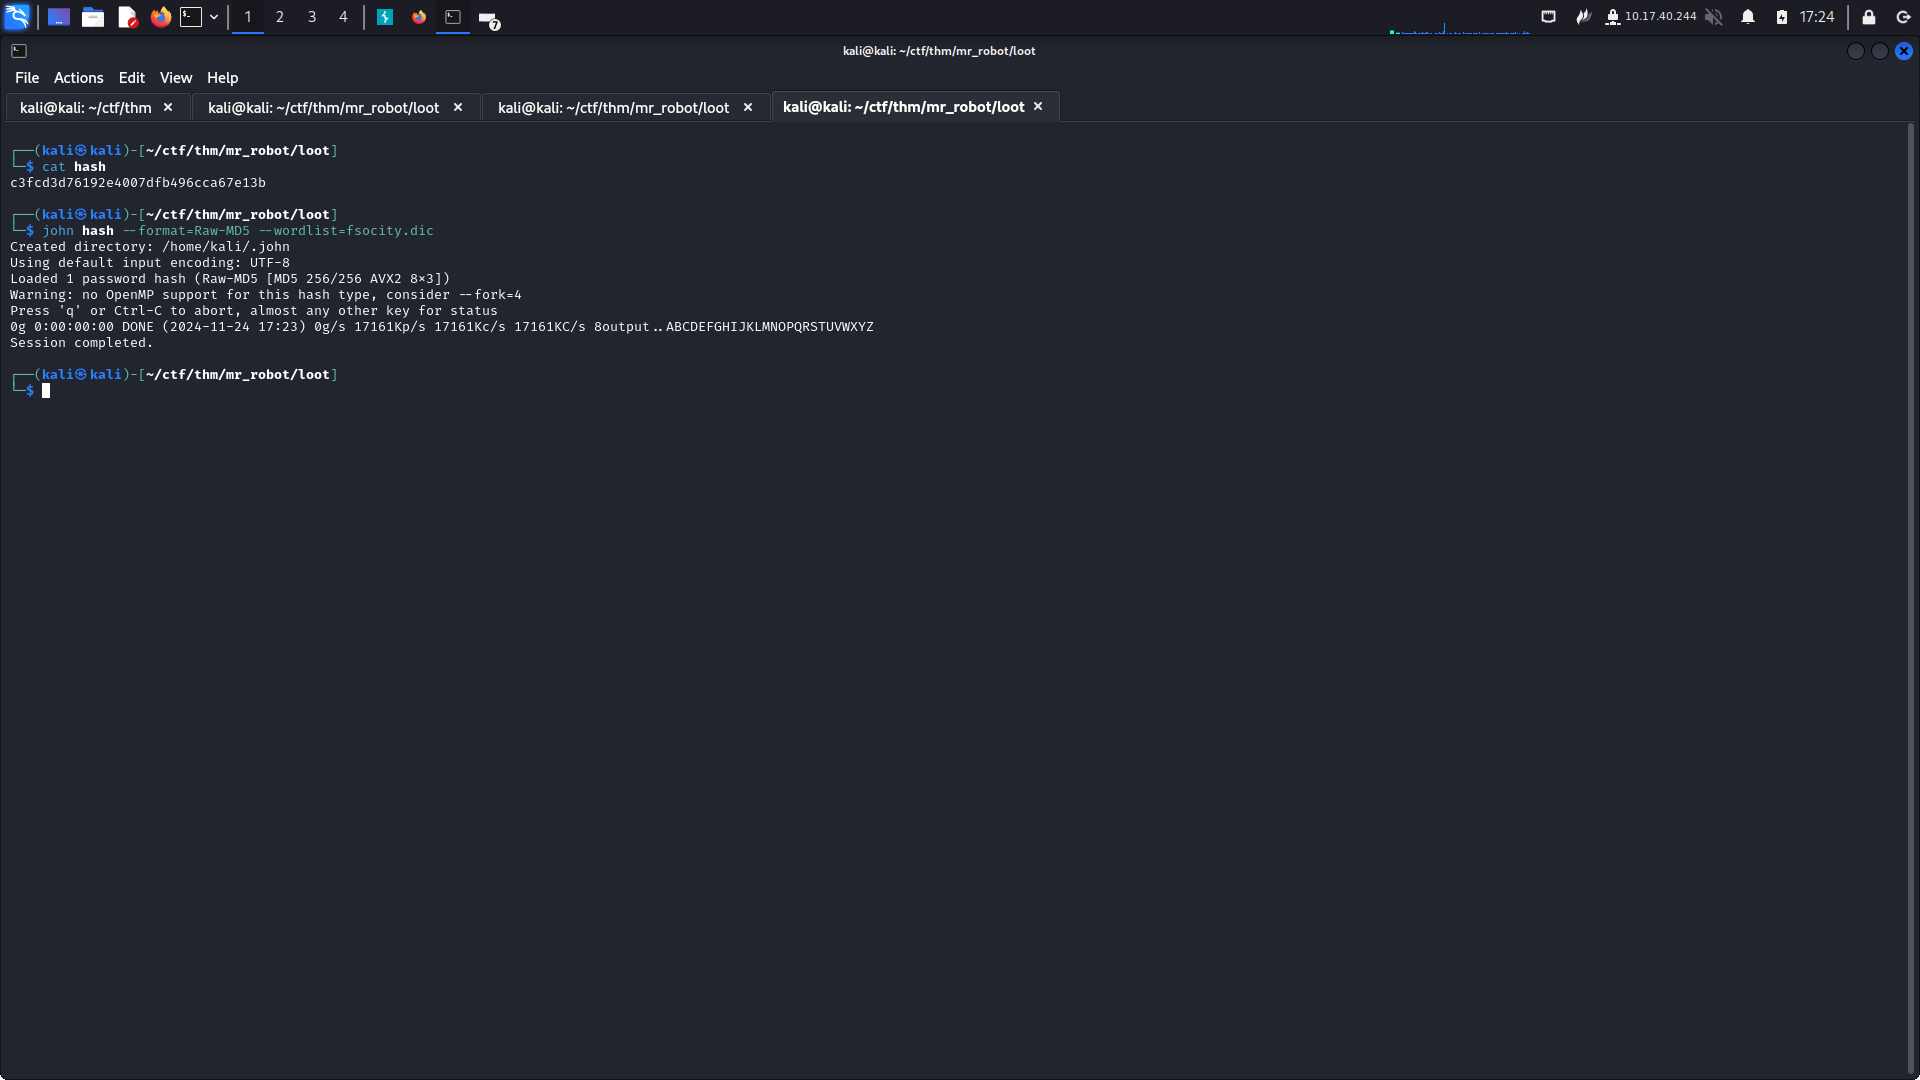 1 2 3 4 7 10.17.40.244 17:24
kali@kali: ~/ctf/thm/mr_robot/loot
File Actions Edit View Help
kali@kali: ~/ctf/thm kali@kali: ~/ctf/thm/mr_robot/loot kali@kali: ~/ctf/thm/mr_robot/loot kali@kali: ~/ctf/thm/mr_robot/loot
┌──(kali㉿kali)-[~/ctf/thm/mr_robot/loot]
└─$ cat hash
c3fcd3d76192e4007dfb496cca67e13b
┌──(kali㉿kali)-[~/ctf/thm/mr_robot/loot]
└─$ john hash --format=Raw-MD5 --wordlist=fsocity.dic
Created directory: /home/kali/.john
Using default input encoding: UTF-8
Loaded 1 password hash (Raw-MD5 [MD5 256/256 AVX2 8×3])
Warning: no OpenMP support for this hash type, consider --fork=4
Press 'q' or Ctrl-C to abort, almost any other key for status
0g 0:00:00:00 DONE (2024-11-24 17:23) 0g/s 17161Kp/s 17161Kc/s 17161KC/s 8output..ABCDEFGHIJKLMNOPQRSTUVWXYZ
Session completed.
┌──(kali㉿kali)-[~/ctf/thm/mr_robot/loot]
└─$